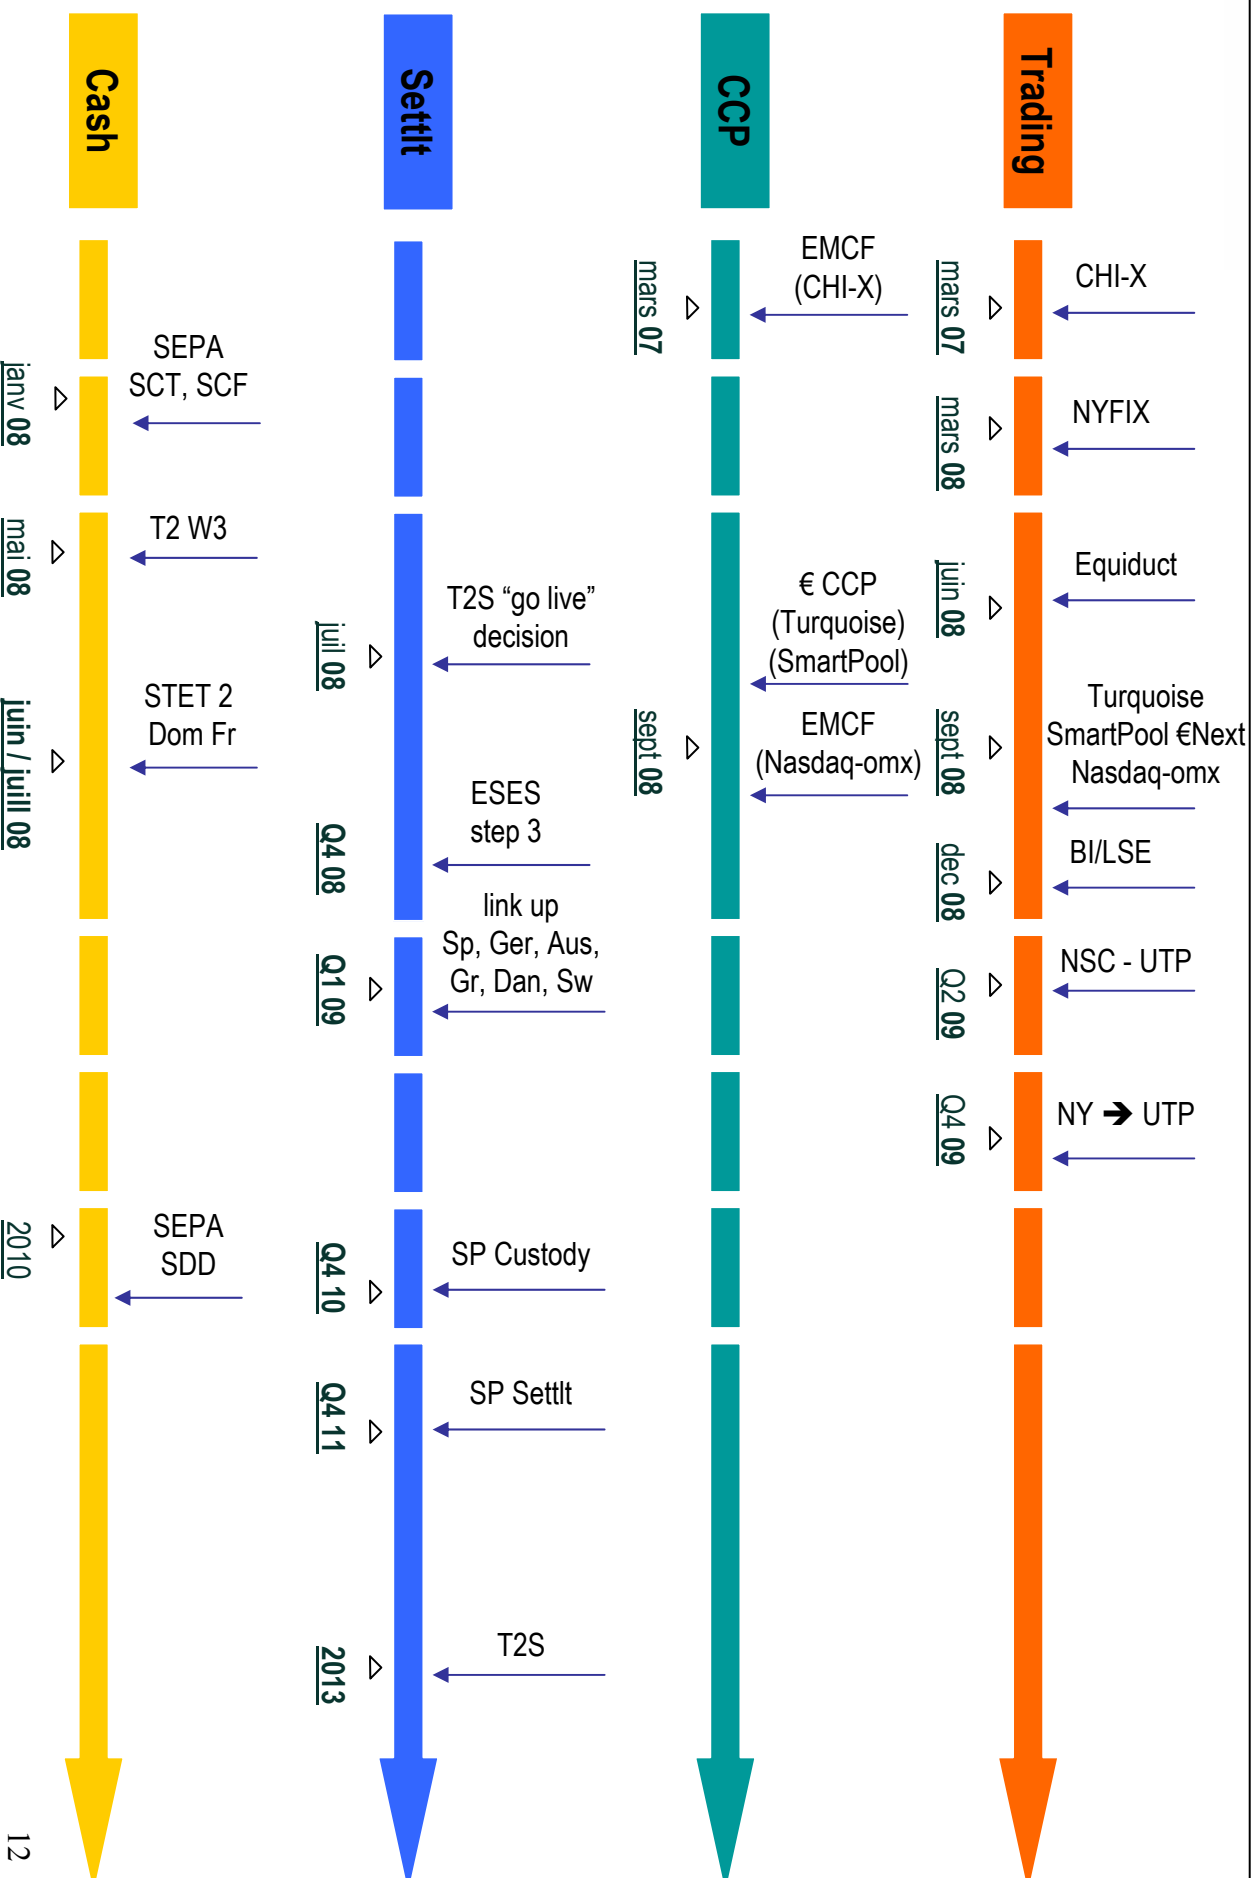 Trading
CHI-X
mars 07
NYFIX
mars 08
Equiduct
juin 08
Turquoise
SmartPool €Next
Nasdaq-omx
sept 08
BI/LSE
dec 08
NSC - UTP
Q2 09
NY ➔ UTP
Q4 09
CCP
EMCF
(CHI-X)
mars 07
€ CCP
(Turquoise)
(SmartPool)
EMCF
(Nasdaq-omx)
sept 08
Settlt
T2S “go live”
decision
juil 08
ESES
step 3
Q4 08
link up
Sp, Ger, Aus,
Gr, Dan, Sw
Q1 09
SP Custody
Q4 10
SP Settlt
Q4 11
T2S
2013
Cash
SEPA
SCT, SCF
janv 08
T2 W3
mai 08
STET 2
Dom Fr
juin / juill 08
SEPA
SDD
2010
12